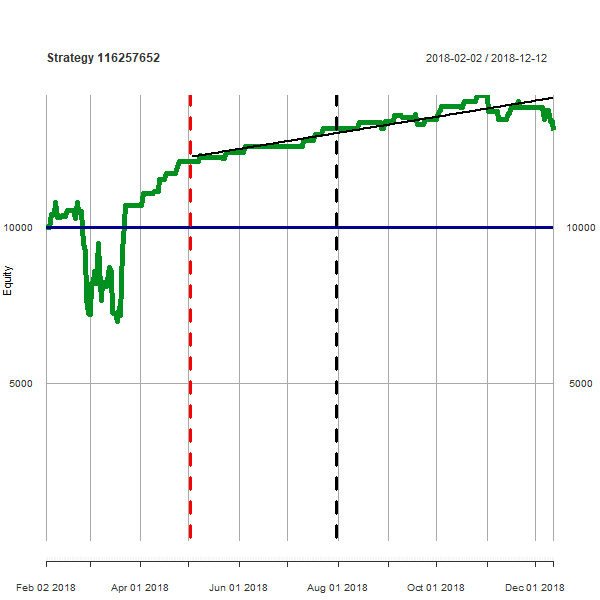 Strategy 116257652
2018-02-02 / 2018-12-12
10000
10000
Equity
5000
5000
Feb 02 2018
Apr 01 2018
Jun 01 2018
Aug 01 2018
Oct 01 2018
Dec 01 2018